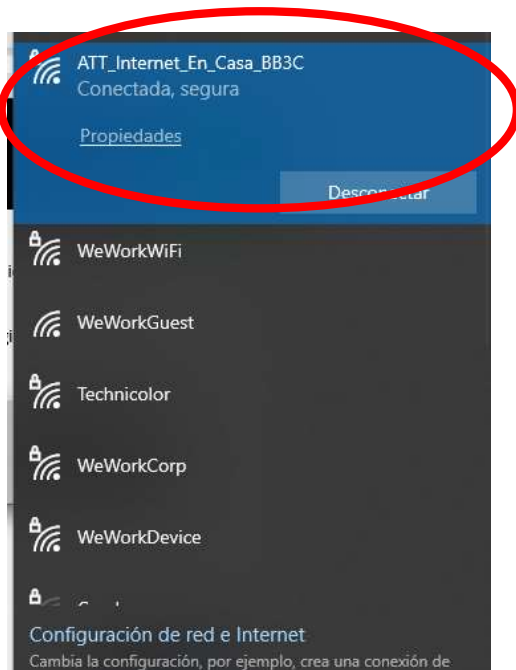 ATT_Internet_En_Casa_BB3C
Conectada, segura
Propiedades
Desconectar
WeWorkWiFi
WeWorkGuest
Technicolor
WeWorkCorp
WeWorkDevice
Configuración de red e Internet
Cambia la configuración, por ejemplo, crea una conexión de